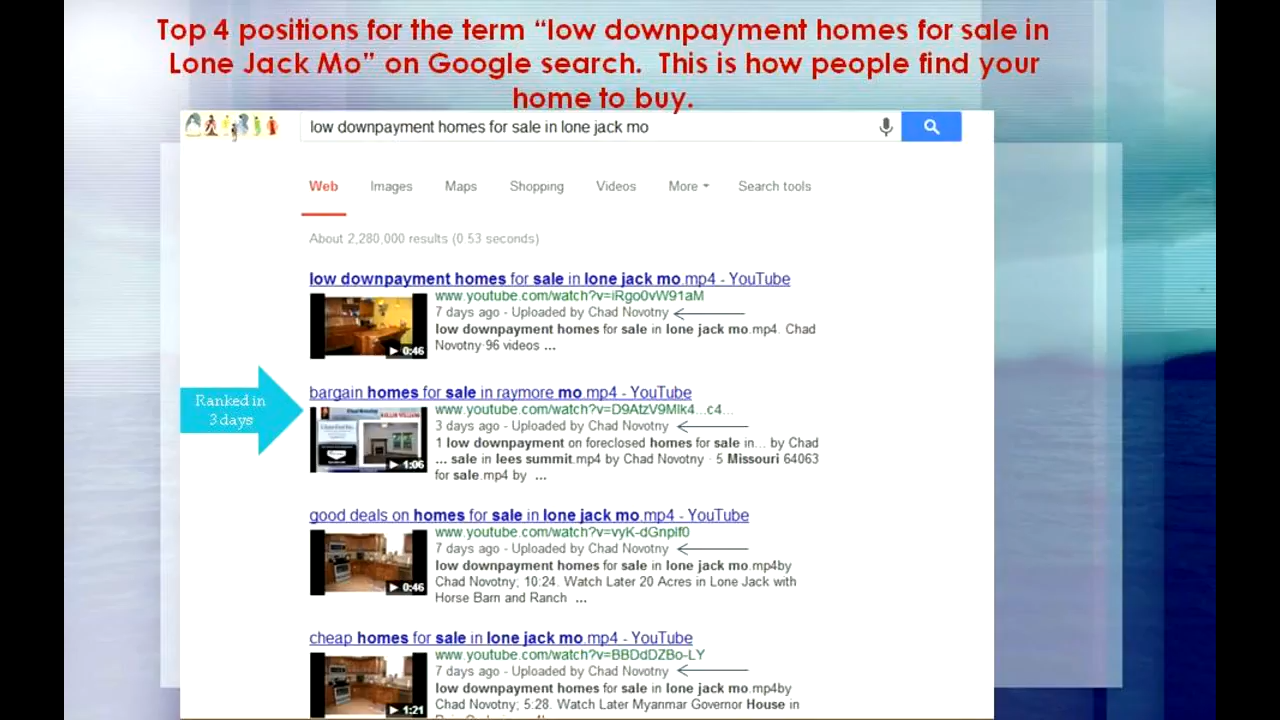 Top 4 positions for the term “low downpayment homes for sale in
Lone Jack Mo” on Google search.  This is how people find your
home to buy.
low downpayment homes for sale in lone jack mo
Web Images Maps Shopping Videos More Search tools
About 2,280,000 results (0.53 seconds)
low downpayment homes for sale in lone jack mo.mp4 - YouTube
www.youtube.com/watch?v=iRgo0vW91aM
7 days ago - Uploaded by Chad Novotny
low downpayment homes for sale in lone jack mo.mp4. Chad
Novotny·96 videos ...
0:46
Ranked in
3 days
bargain homes for sale in raymore mo.mp4 - YouTube
www.youtube.com/watch?v=D9AtzV9Mlk4...c4...
3 days ago - Uploaded by Chad Novotny
1 low downpayment on foreclosed homes for sale in... by Chad
... sale in lees summit.mp4 by Chad Novotny · 5 Missouri 64063
for sale.mp4 by ...
1:06
good deals on homes for sale in lone jack mo.mp4 - YouTube
www.youtube.com/watch?v=vyK-dGnpIf0
7 days ago - Uploaded by Chad Novotny
low downpayment homes for sale in lone jack mo.mp4by
Chad Novotny; 10:24. Watch Later 20 Acres in Lone Jack with
Horse Barn and Ranch ...
0:46
cheap homes for sale in lone jack mo.mp4 - YouTube
www.youtube.com/watch?v=BBDdDZBo-LY
7 days ago - Uploaded by Chad Novotny
low downpayment homes for sale in lone jack mo.mp4by
Chad Novotny; 5:28. Watch Later Myanmar Governor House in
1:21